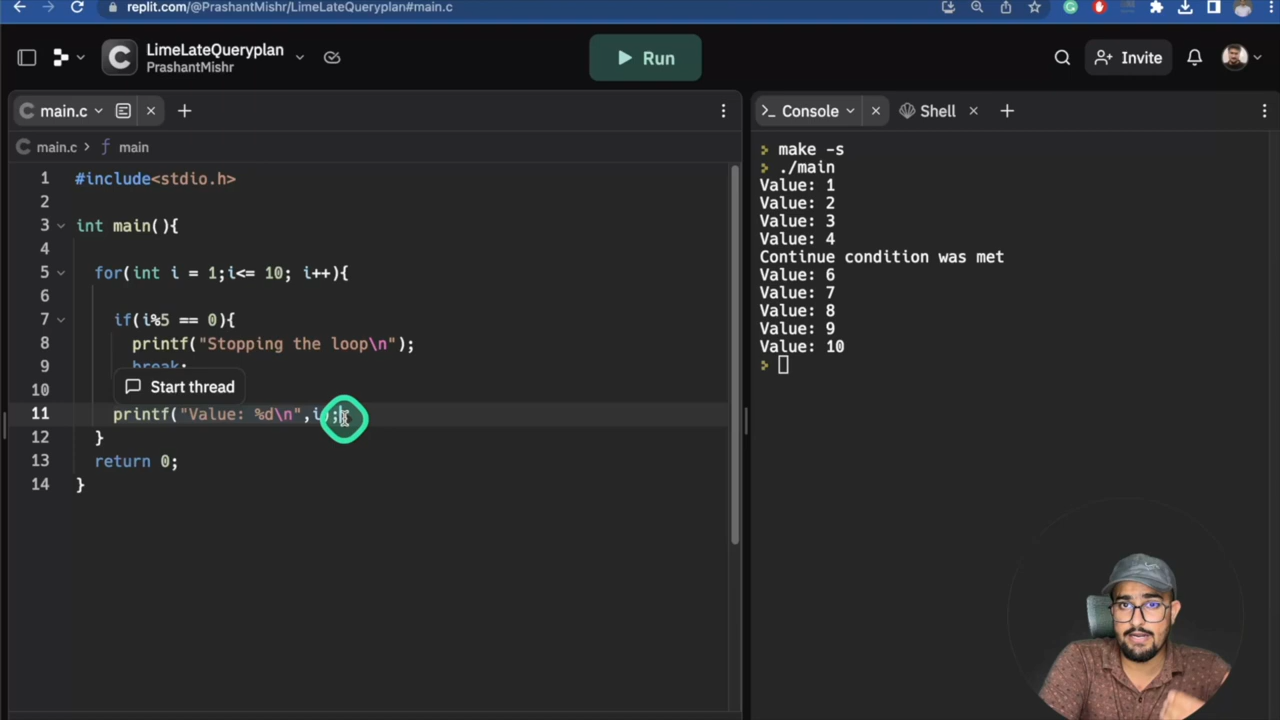 replit.com/@PrashantMishr/LimeLateQueryplan#main.c
LimeLateQueryplan
PrashantMishr
Run
Invite
main.c
main.c > f main
1 #include<stdio.h>
2
3 int main(){
4
5 for(int i = 1;i<= 10; i++){
6
7 if(i%5 == 0){
8 printf("Stopping the loop\n");
9 break;
10
Start thread
11 printf("Value: %d\n",i);
12 }
13 return 0;
14 }
>_ Console
Shell
> make -s
> ./main
Value: 1
Value: 2
Value: 3
Value: 4
Continue condition was met
Value: 6
Value: 7
Value: 8
Value: 9
Value: 10
>